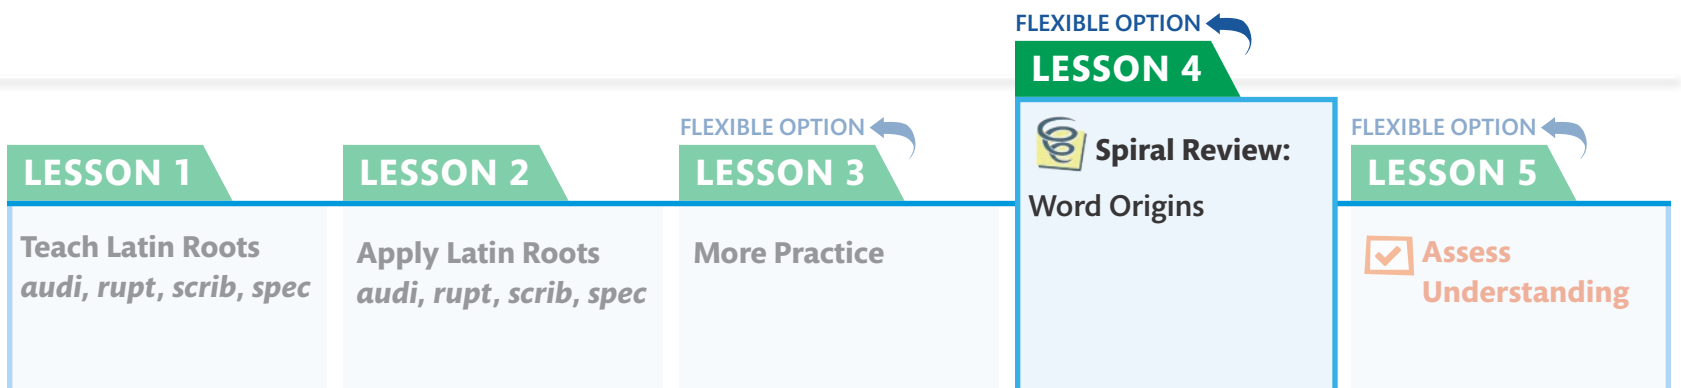 LESSON 1
Teach Latin Roots
audi, rupt, scrib, spec
LESSON 2
Apply Latin Roots
audi, rupt, scrib, spec
FLEXIBLE OPTION
LESSON 3
More Practice
FLEXIBLE OPTION
LESSON 4
Spiral Review:
Word Origins
FLEXIBLE OPTION
LESSON 5
Assess
Understanding